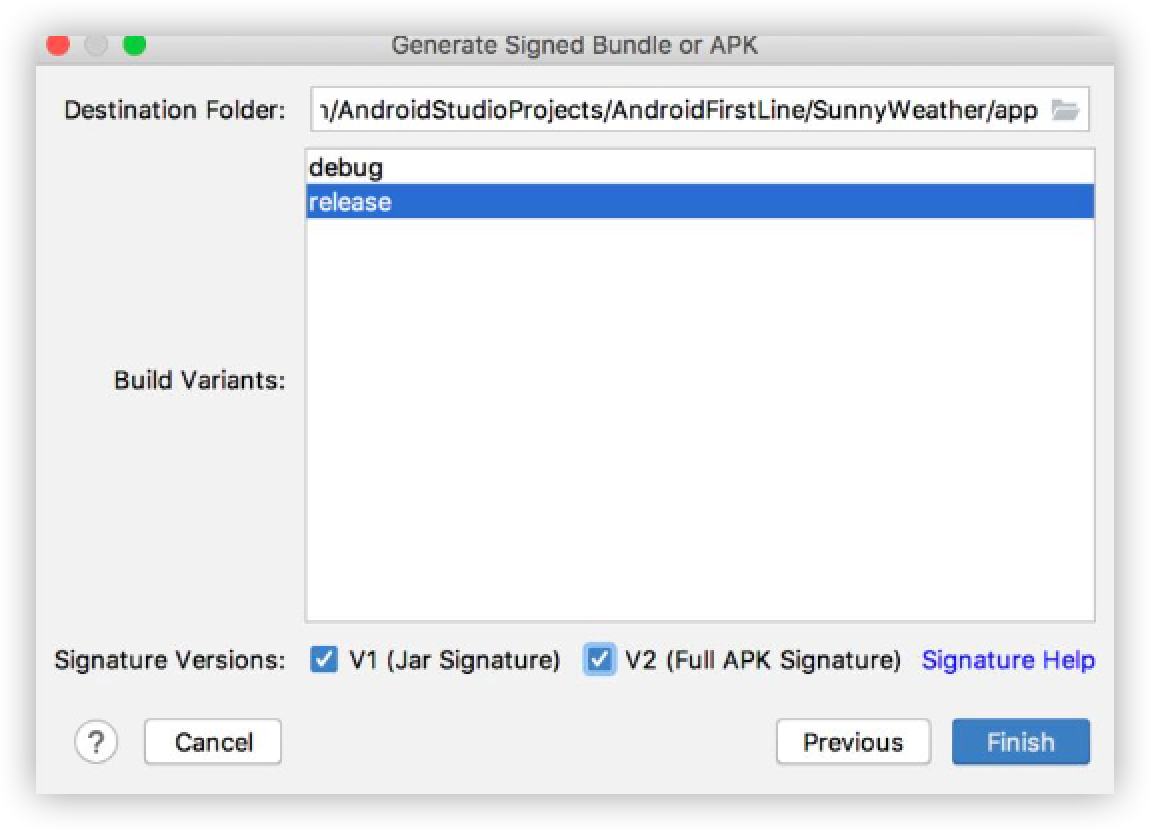 Generate Signed Bundle or APK
Destination Folder: /AndroidStudioProjects/AndroidFirstLine/SunnyWeather/app
debug
release
Build Variants:
Signature Versions: V1 (Jar Signature) V2 (Full APK Signature) Signature Help
? Cancel Previous Finish